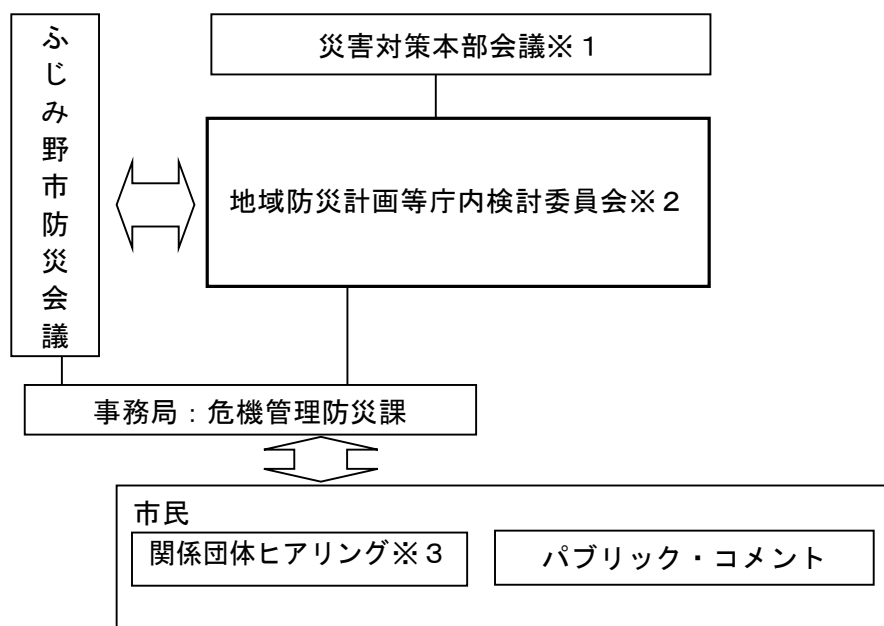 ふじみ野市防災会議
災害対策本部会議※1
地域防災計画等庁内検討委員会※2
事務局：危機管理防災課
市民
関係団体ヒアリング※3
パブリック・コメント